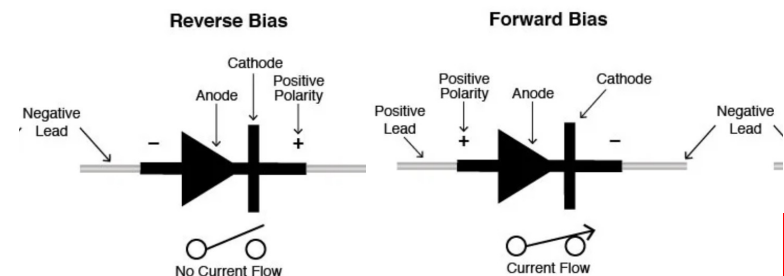 Reverse Bias
Cathode
Positive
Polarity
Anode
Negative
Lead
−
+
No Current Flow
Forward Bias
Cathode
Positive
Polarity
Anode
Positive
Lead
Negative
Lead
+
−
Current Flow